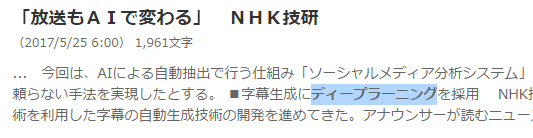 「放送もＡＩで変わる」　ＮＨＫ技研
（2017/5/25 6:00） 1,961文字
...　今回は、AIによる自動抽出で行う仕組み「ソーシャルメディア分析システム」
頼らない手法を実現したとする。 ■字幕生成にディープラーニングを採用　NHK技
術を利用した字幕の自動生成技術の開発を進めてきた。アナウンサーが読むニュー